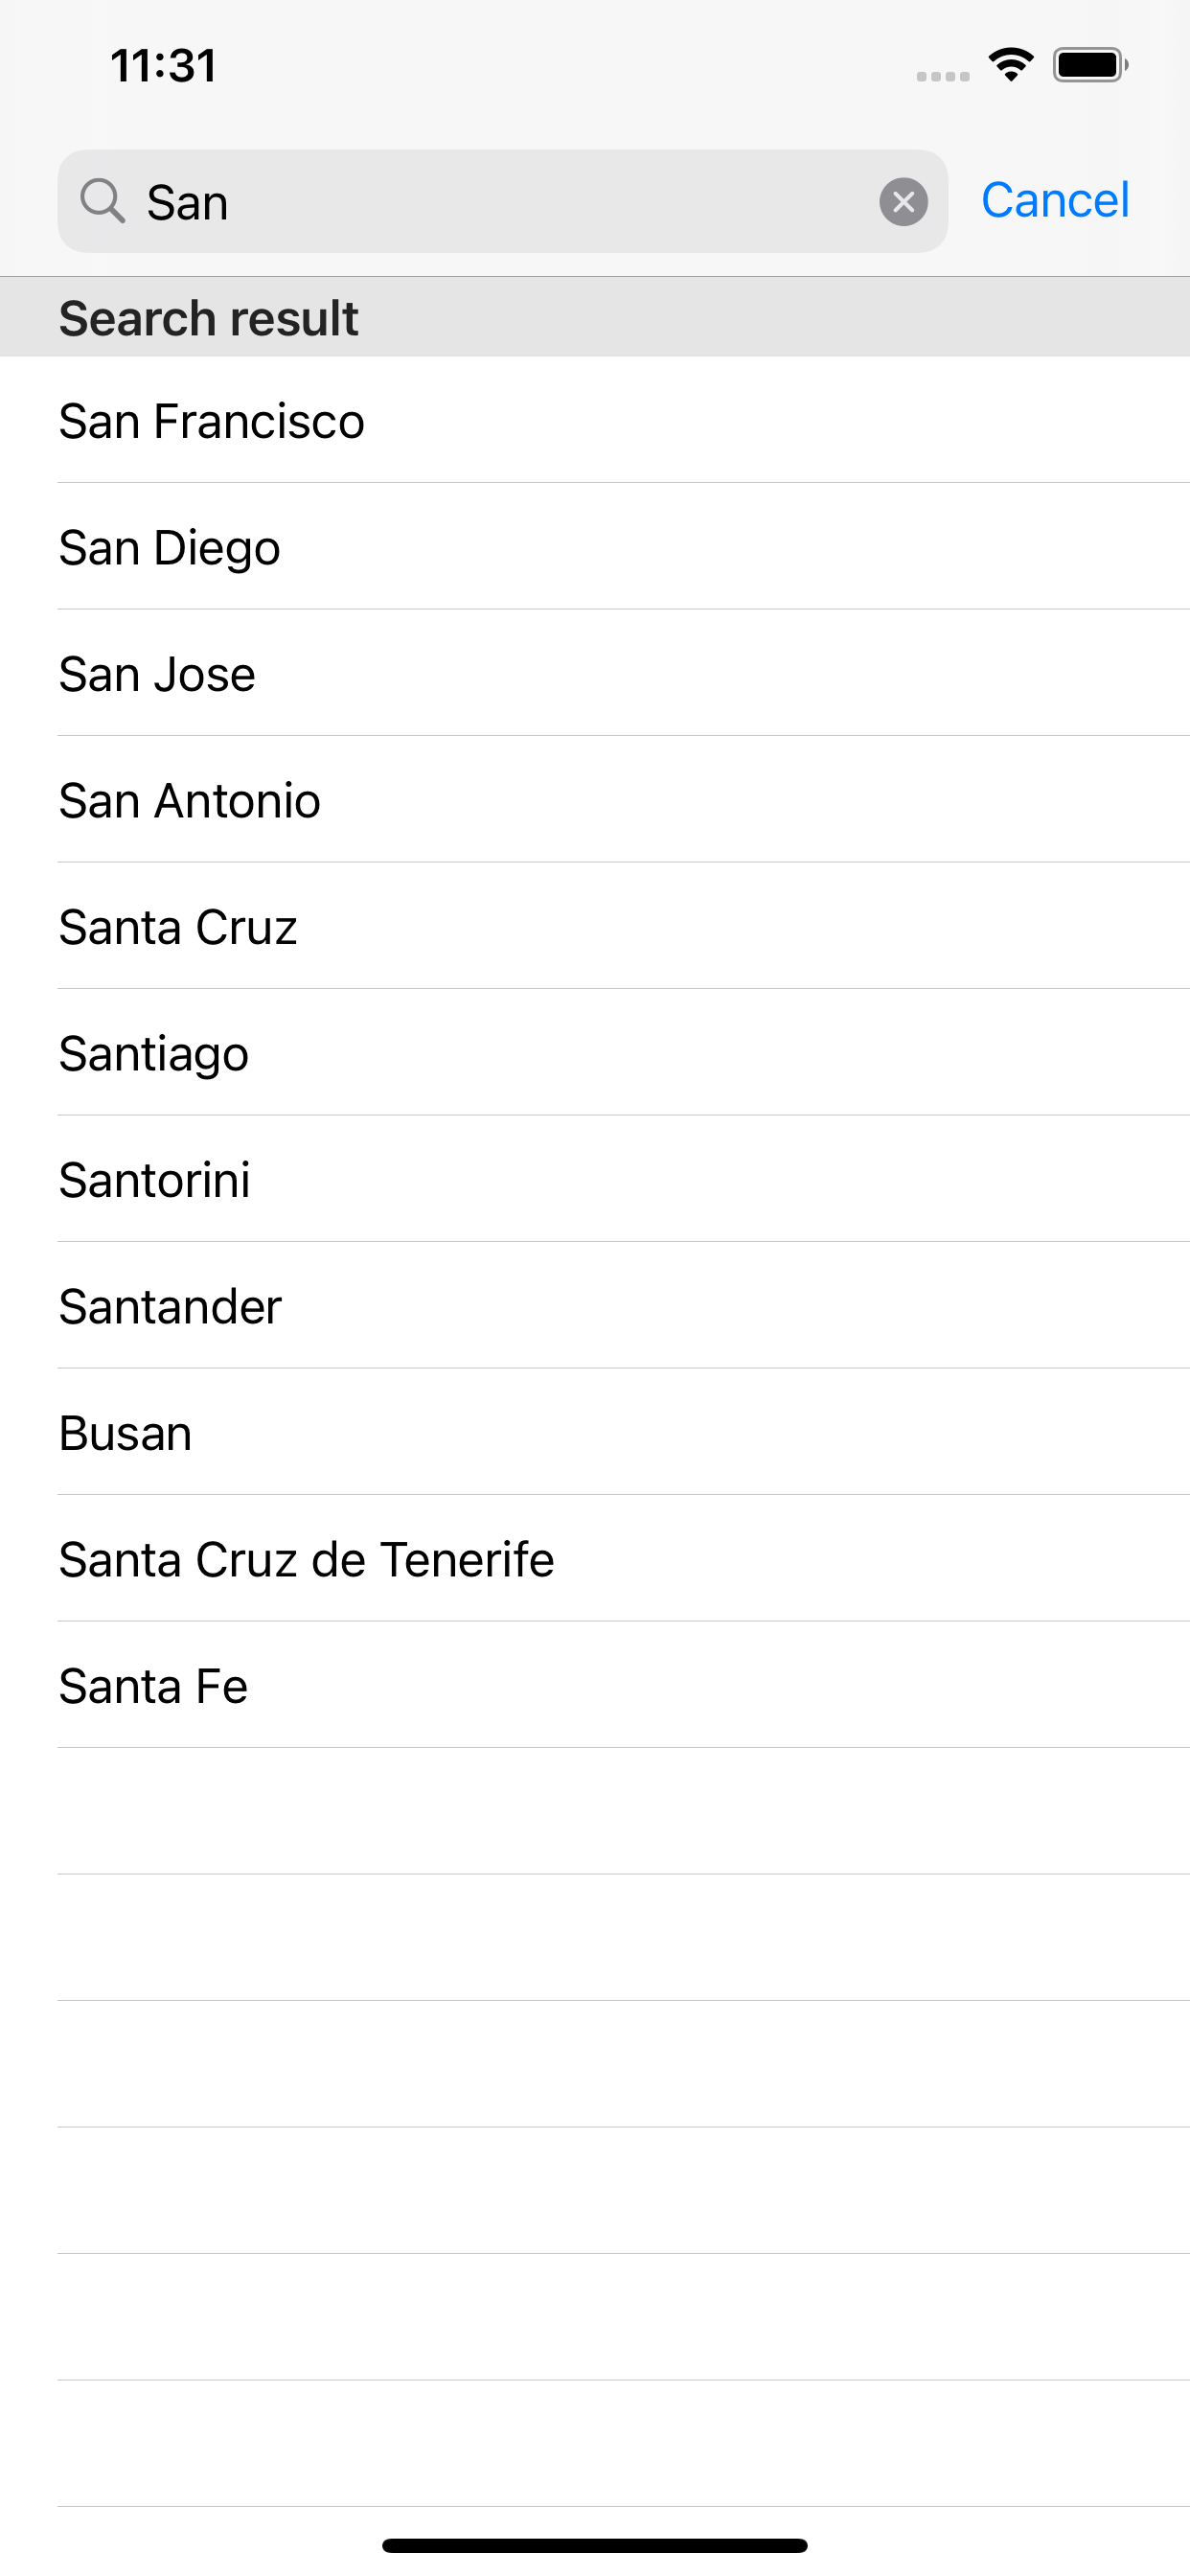 11:31
San
Cancel
Search result
San Francisco
San Diego
San Jose
San Antonio
Santa Cruz
Santiago
Santorini
Santander
Busan
Santa Cruz de Tenerife
Santa Fe